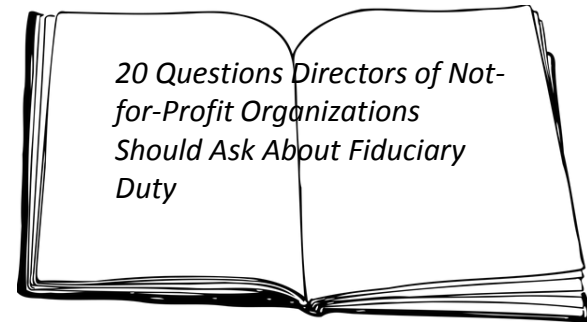 20 Questions Directors of Not-
for-Profit Organizations
Should Ask About Fiduciary
Duty